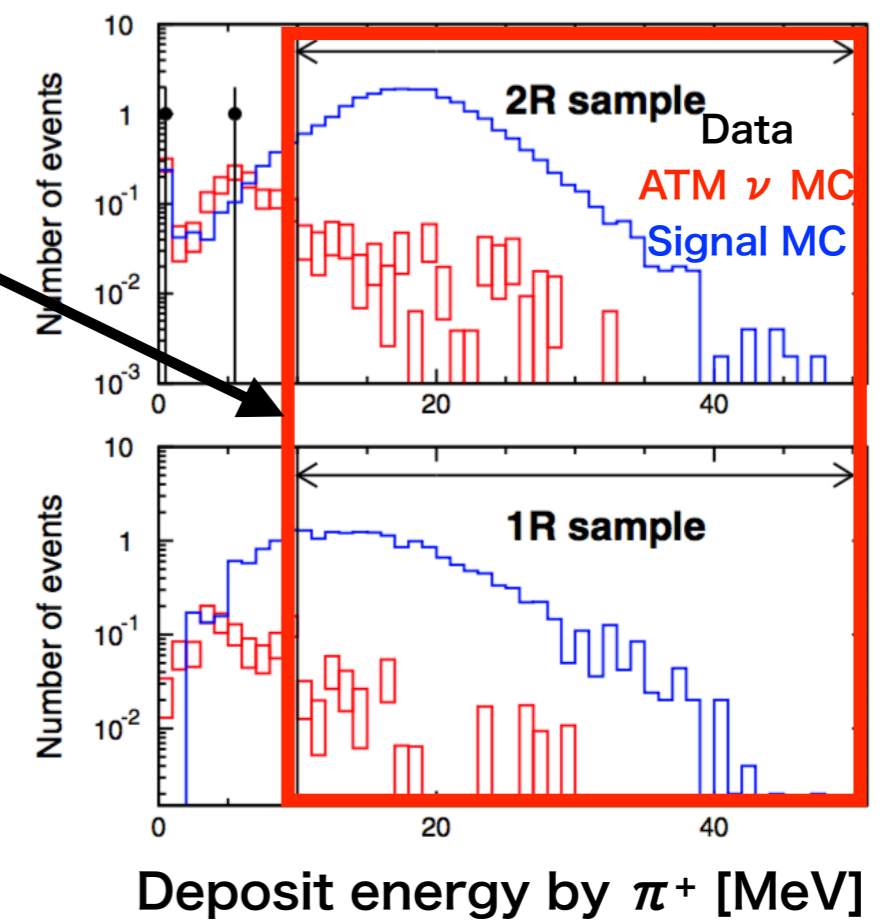 Number of events
10
1
10-1
10-2
10-3
2R sample
Data
ATM ν MC
Signal MC
0
20
40
Number of events
10
1
10-1
10-2
1R sample
0
20
40
Deposit energy by π+ [MeV]